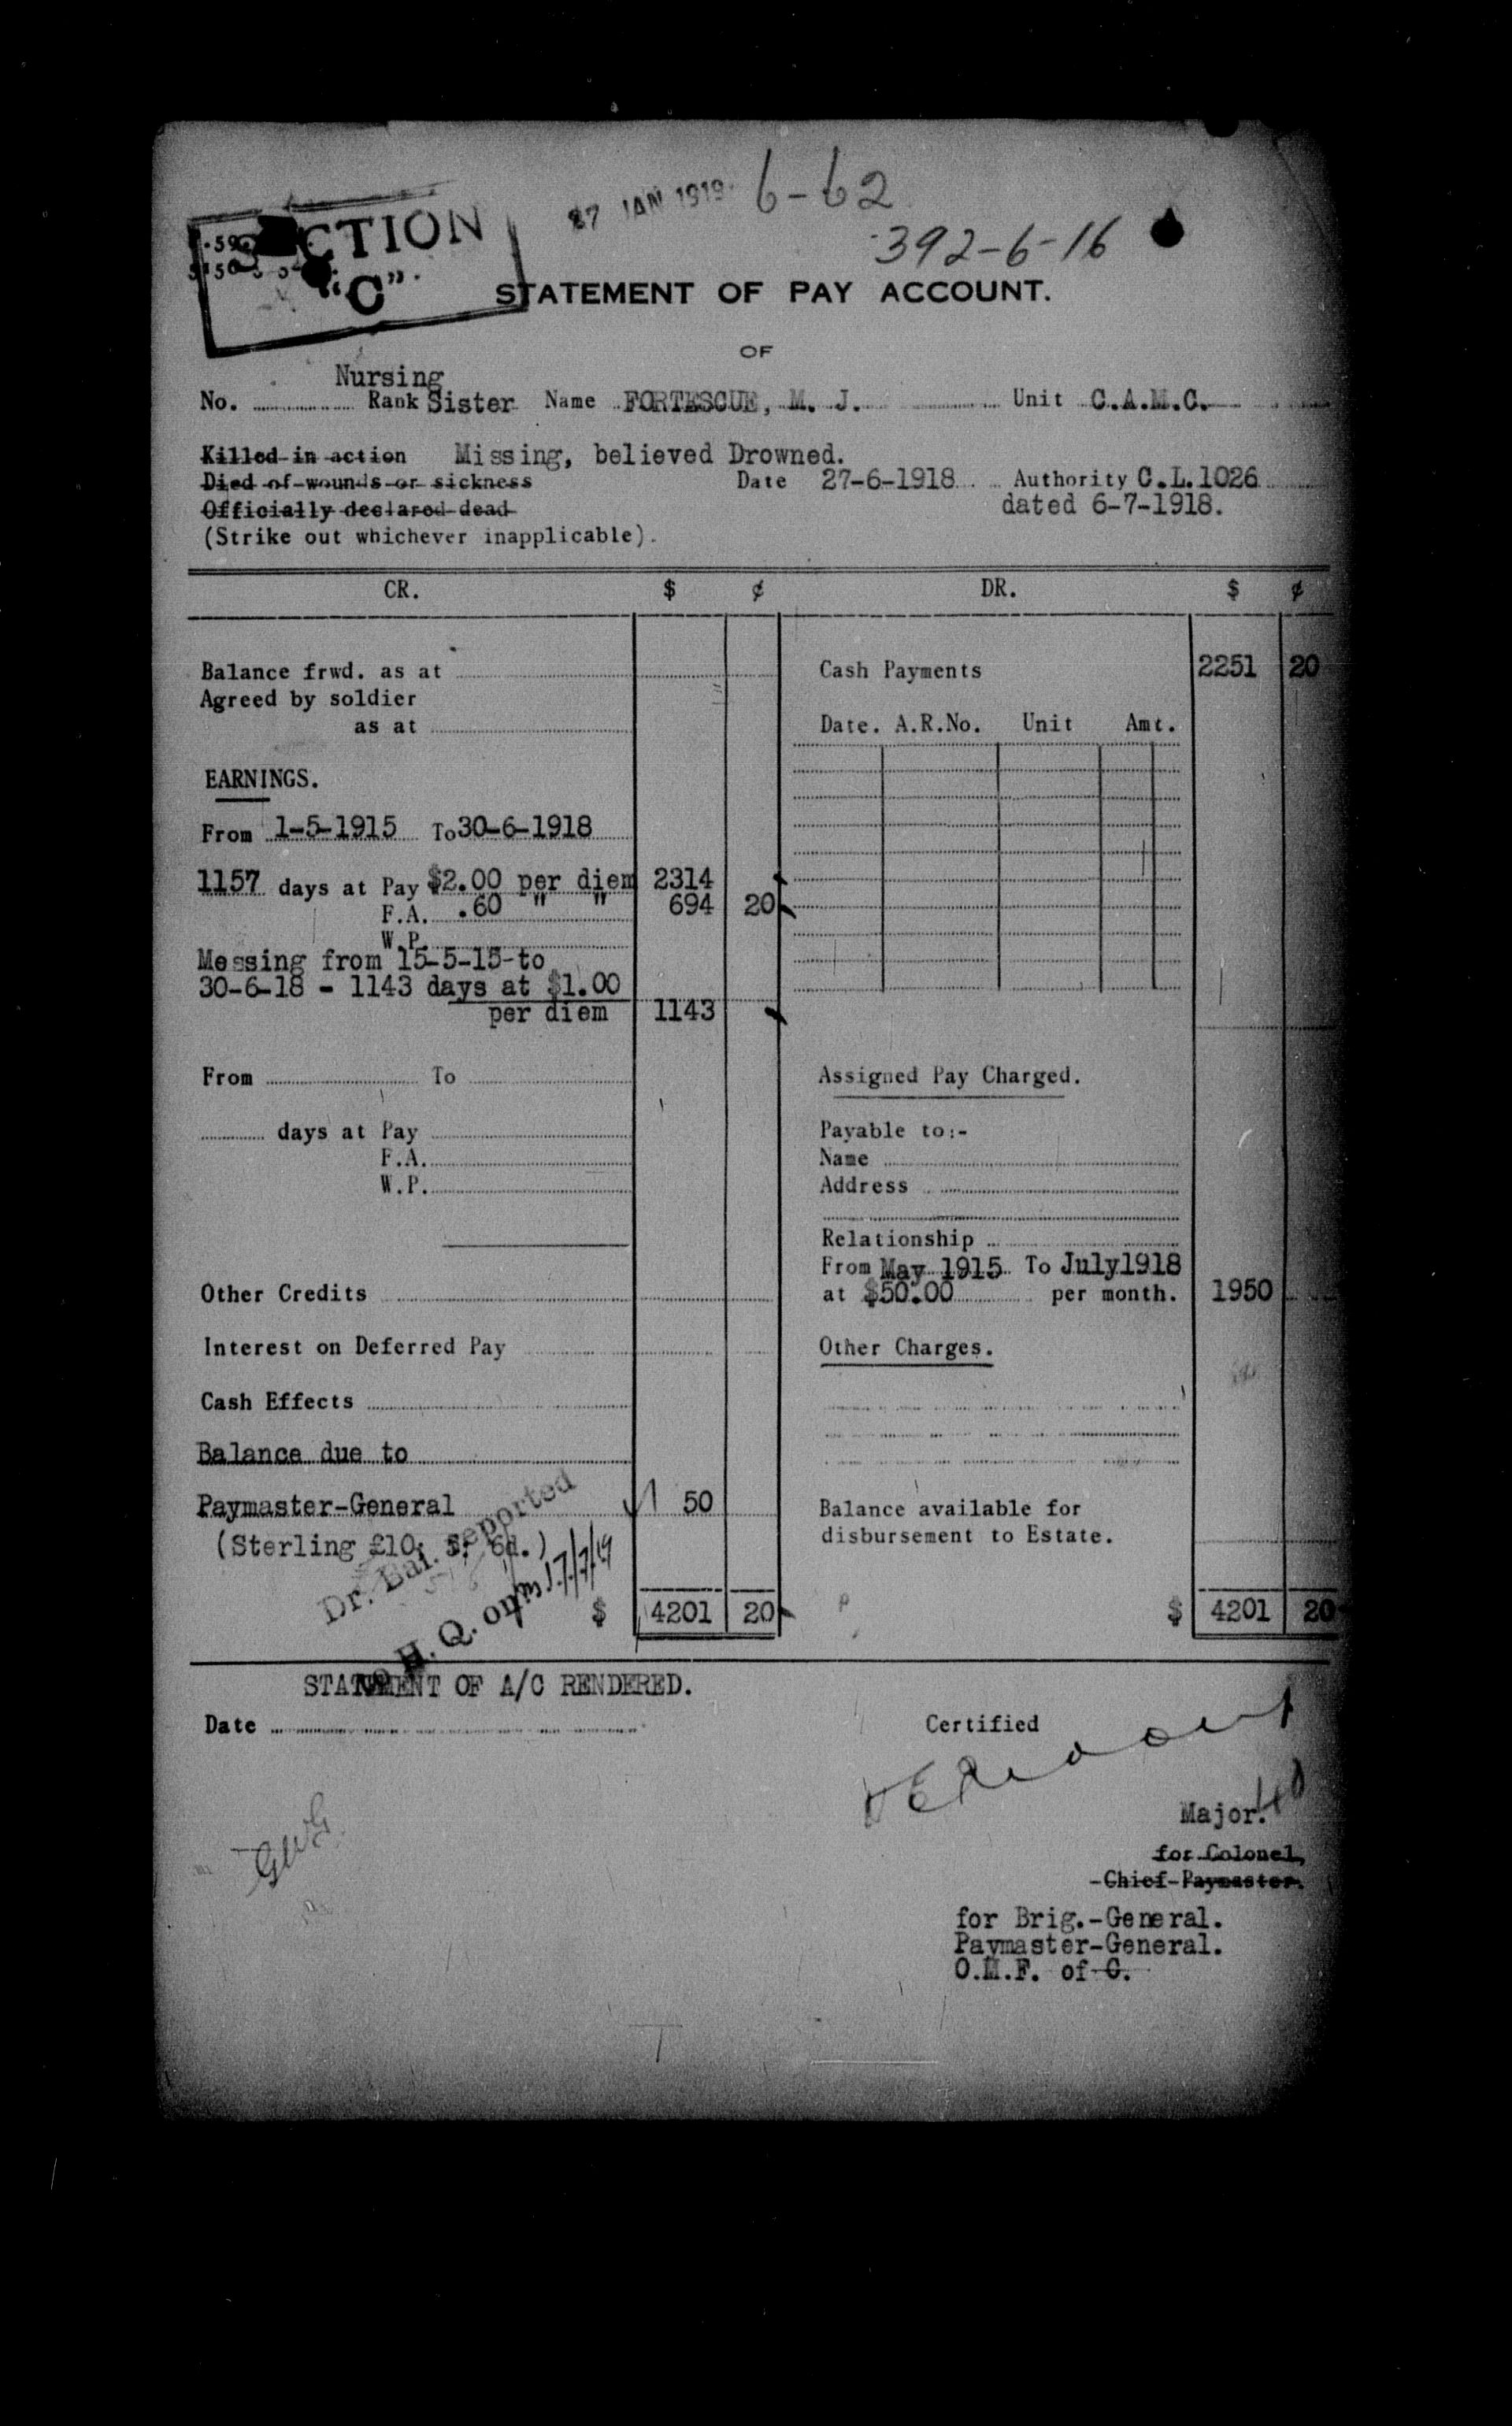 27 JAN 1919. 6-62
392-6-16
SECTION
"C".
STATEMENT OF PAY ACCOUNT.
OF
Nursing
No. Rank Sister Name FORTESCUE, M. J. Unit C.A.M.C.
Killed in action Missing, believed Drowned.
Died of wounds or sickness Date 27-6-1918 Authority C.L.1026
Officially declared dead dated 6-7-1918.
(Strike out whichever inapplicable).
CR. $ ¢ DR. $ ¢
Balance frwd. as at Cash Payments 2251 20
Agreed by soldier
as at Date. A.R.No. Unit Amt.
EARNINGS.
From 1-5-1915 To 30-6-1918
1157 days at Pay $2.00 per diem 2314
F.A. .60 " " 694 20
W.P.
Messing from 15-5-15-to
30-6-18 - 1143 days at $1.00
per diem 1143
From To Assigned Pay Charged.
days at Pay Payable to:-
F.A. Name
W.P. Address
Relationship
From May 1915 To July1918
Other Credits at $50.00 per month. 1950
Interest on Deferred Pay Other Charges.
Cash Effects
Balance due to
Paymaster-General 50 Balance available for
(Sterling £10: 5: 6d.) disbursement to Estate.
Dr. Bal. reported
H. Q. on 17/7/19
$ 4201 20 $ 4201 20
STATEMENT OF A/C RENDERED.
Date Certified
Major.
for Colonel,
Chief Paymaster.
GWG
for Brig.-General.
Paymaster-General.
O.M.F. of C.